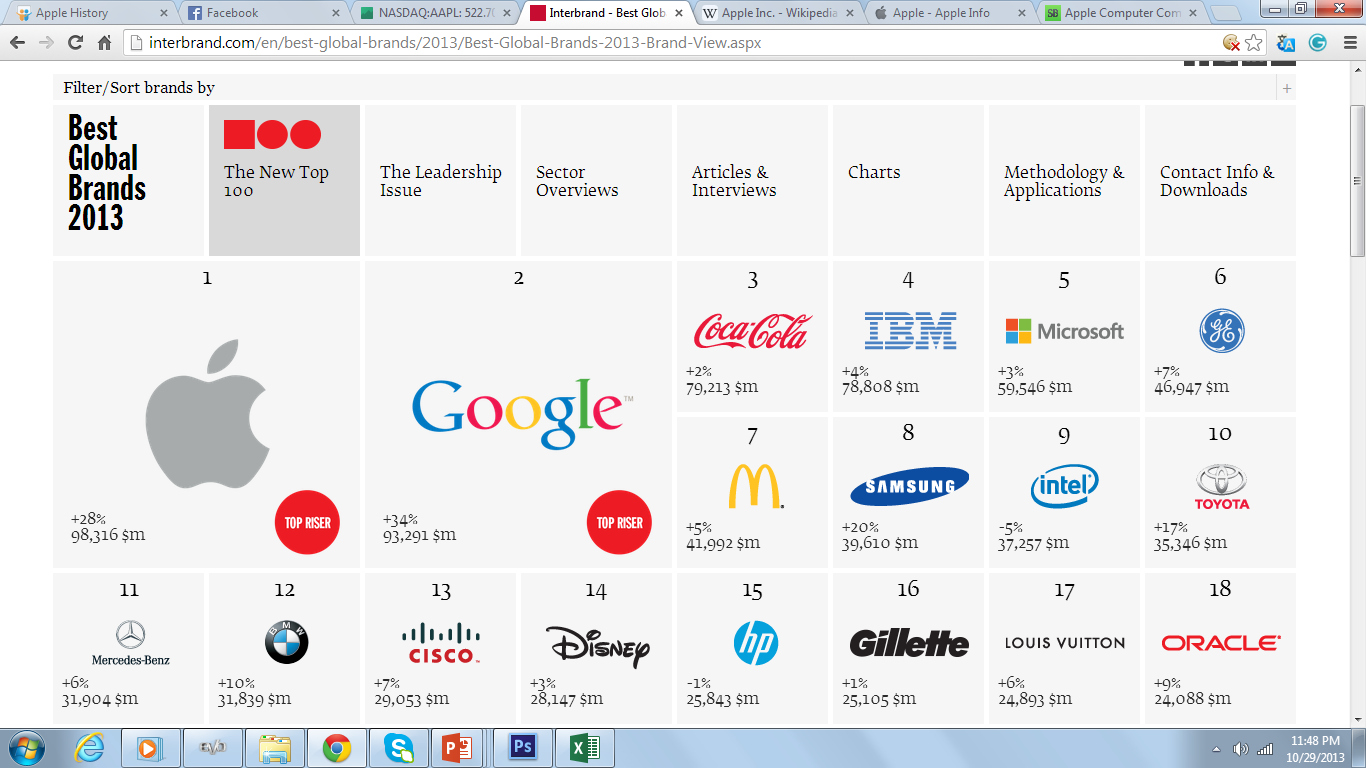 Apple History
Facebook
NASDAQ:AAPL: 522.70
Interbrand - Best Glob
Apple Inc. - Wikipedia
Apple - Apple Info
SB
Apple Computer Com
interbrand.com/en/best-global-brands/2013/Best-Global-Brands-2013-Brand-View.aspx
Filter/Sort brands by
+
Best
Global
Brands
2013
The New Top
100
The Leadership
Issue
Sector
Overviews
Articles &
Interviews
Charts
Methodology &
Applications
Contact Info &
Downloads
1
+28%
98,316 $m
TOP RISER
2
Google™
+34%
93,291 $m
TOP RISER
3
Coca-Cola
+2%
79,213 $m
4
IBM
+4%
78,808 $m
5
Microsoft
+3%
59,546 $m
6
GE
+7%
46,947 $m
7
+5%
41,992 $m
8
SAMSUNG
+20%
39,610 $m
9
intel
-5%
37,257 $m
10
TOYOTA
+17%
35,346 $m
11
Mercedes-Benz
+6%
31,904 $m
12
BMW
+10%
31,839 $m
13
CISCO
+7%
29,053 $m
14
DISNEY
+3%
28,147 $m
15
hp
-1%
25,843 $m
16
Gillette
+1%
25,105 $m
17
LOUIS VUITTON
+6%
24,893 $m
18
ORACLE
+9%
24,088 $m
Ps
11:48 PM
10/29/2013